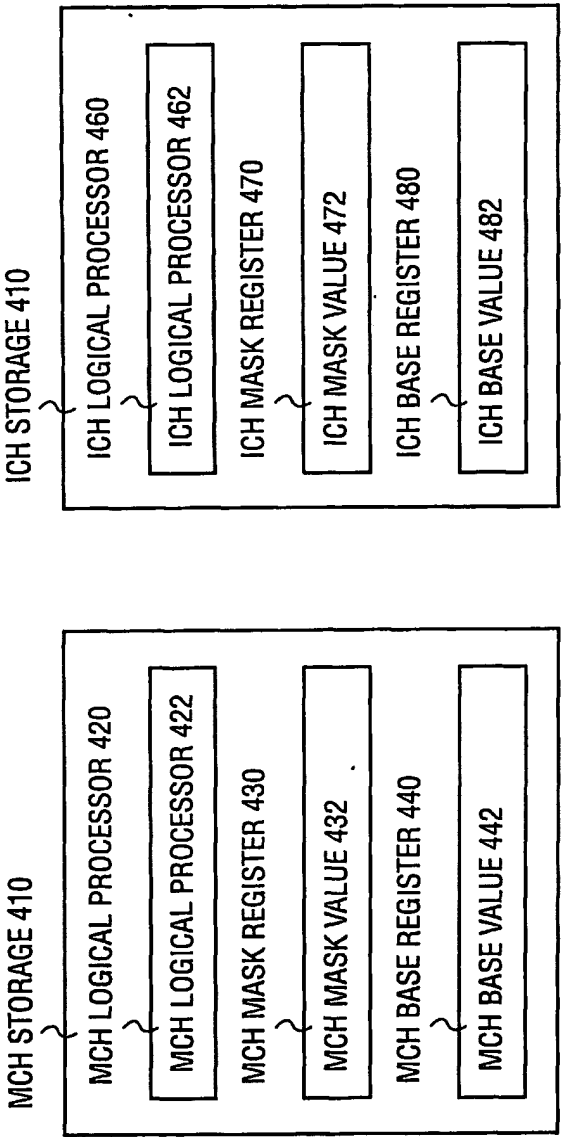 MCH STORAGE 410
MCH LOGICAL PROCESSOR 420
MCH LOGICAL PROCESSOR 422
MCH MASK REGISTER 430
MCH MASK VALUE 432
MCH BASE REGISTER 440
MCH BASE VALUE 442
ICH STORAGE 410
ICH LOGICAL PROCESSOR 460
ICH LOGICAL PROCESSOR 462
ICH MASK REGISTER 470
ICH MASK VALUE 472
ICH BASE REGISTER 480
ICH BASE VALUE 482